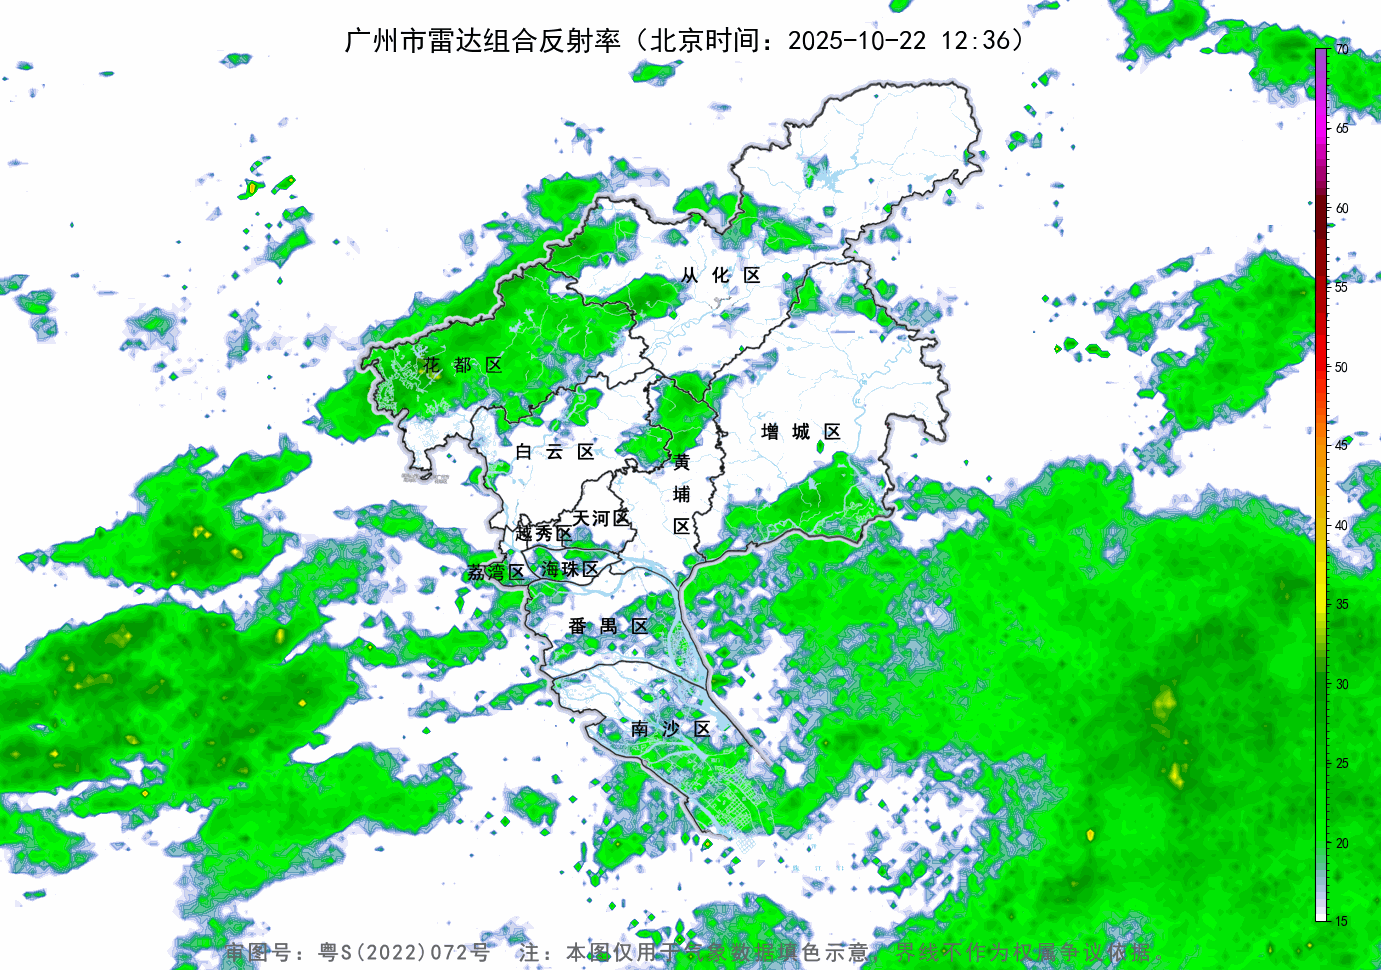 广州市雷达组合反射率（北京时间：2025-10-22 12:36）
70
65
60
55
50
45
40
35
30
25
20
15
从化区
花都区
增城区
白云区
黄埔区
天河区
越秀区
荔湾区
海珠区
番禺区
南沙区
审图号：粤S(2022)072号 注：本图仅用于气象数据填色示意，界线不作为权属争议依据。